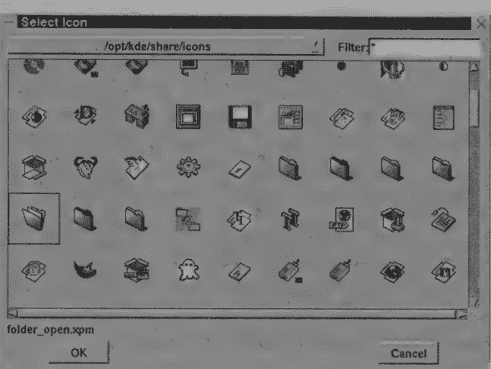 Select Icon
/opt/kde/share/icons
Filter: *
folder_open.xpm
OK
Cancel